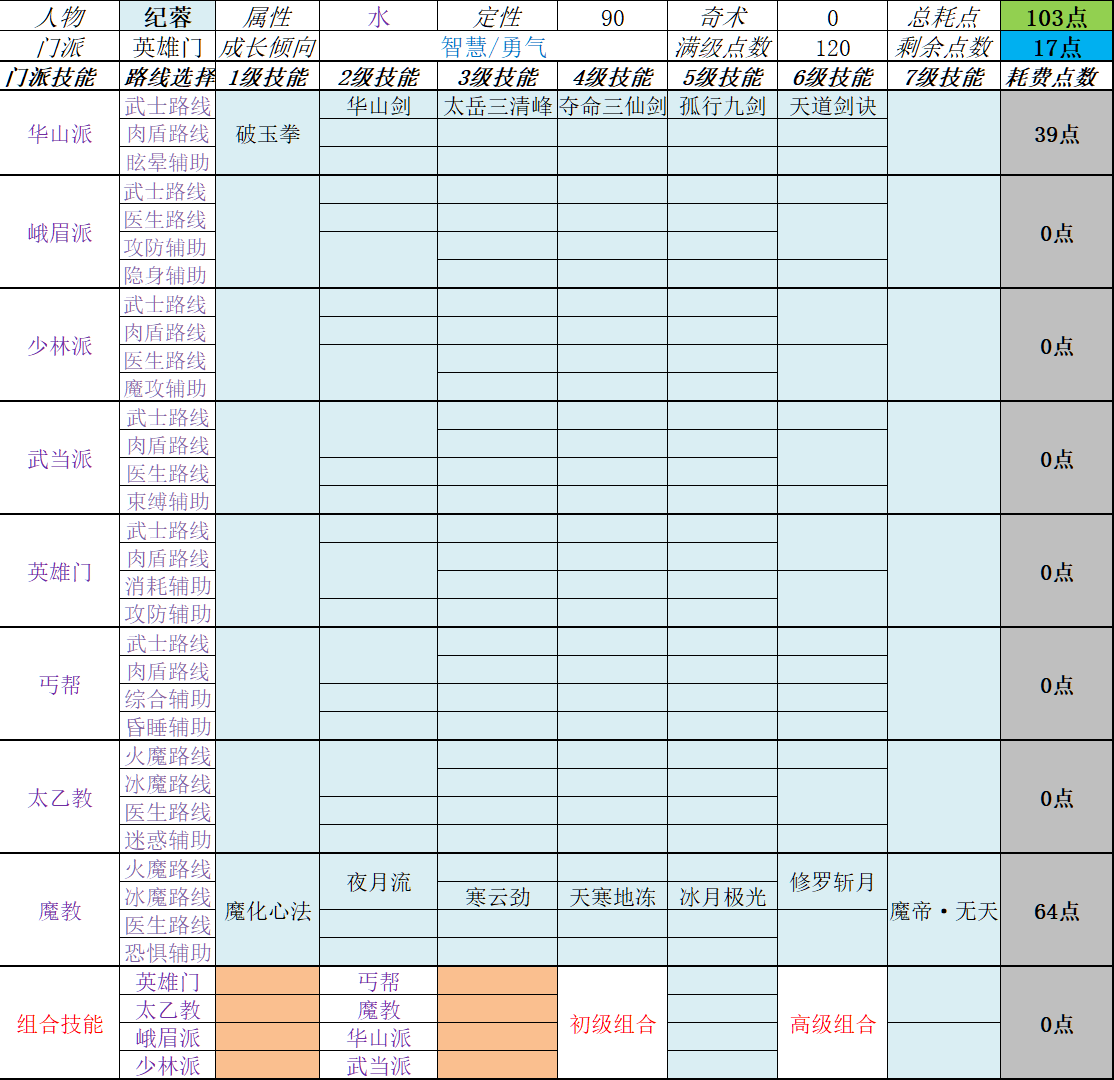 人物 纪蓉 属性 水 定性 90 奇术 0 总耗点 103点
门派 英雄门 成长倾向 智慧/勇气 满级点数 120 剩余点数 17点
门派技能 路线选择 1级技能 2级技能 3级技能 4级技能 5级技能 6级技能 7级技能 耗费点数
华山派 武士路线 破玉拳 华山剑 太岳三清峰 夺命三仙剑 孤行九剑 天道剑诀 39点
肉盾路线
眩晕辅助
峨眉派 武士路线 0点
医生路线
攻防辅助
隐身辅助
少林派 武士路线 0点
肉盾路线
医生路线
魔攻辅助
武当派 武士路线 0点
肉盾路线
医生路线
束缚辅助
英雄门 武士路线 0点
肉盾路线
消耗辅助
攻防辅助
丐帮 武士路线 0点
肉盾路线
综合辅助
昏睡辅助
太乙教 火魔路线 0点
冰魔路线
医生路线
迷惑辅助
魔教 火魔路线 魔化心法 夜月流 修罗斩月 魔帝·无天 64点
冰魔路线 寒云劲 天寒地冻 冰月极光
医生路线
恐惧辅助
组合技能 英雄门 丐帮 初级组合 高级组合 0点
太乙教 魔教
峨眉派 华山派
少林派 武当派